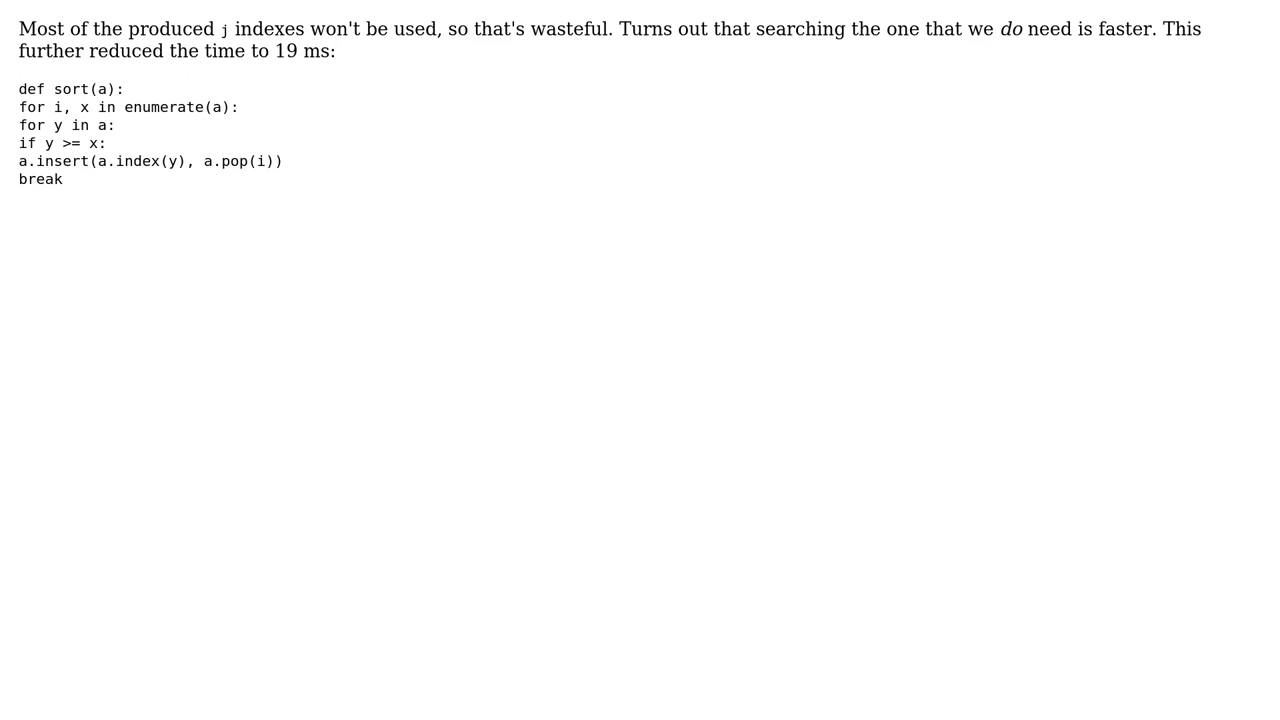 Most of the produced j indexes won't be used, so that's wasteful. Turns out that searching the one that we do need is faster. This
further reduced the time to 19 ms:
def sort(a):
for i, x in enumerate(a):
for y in a:
if y >= x:
a.insert(a.index(y), a.pop(i))
break